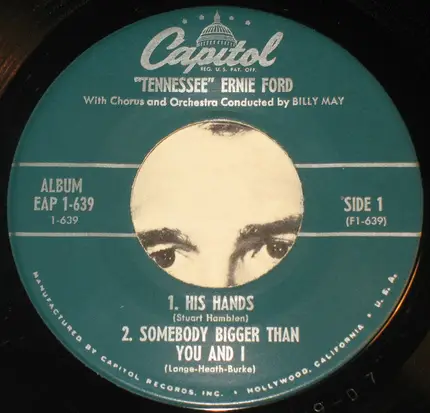 Capitol
REG. U.S. PAT. OFF.
"TENNESSEE" ERNIE FORD
With Chorus and Orchestra Conducted by BILLY MAY
ALBUM
EAP 1-639
1-639
SIDE 1
(F1-639)
1. HIS HANDS
(Stuart Hamblen)
2. SOMEBODY BIGGER THAN
YOU AND I
(Lange-Heath-Burke)
MANUFACTURED BY CAPITOL RECORDS, INC. • HOLLYWOOD, CALIFORNIA • U.S.A.